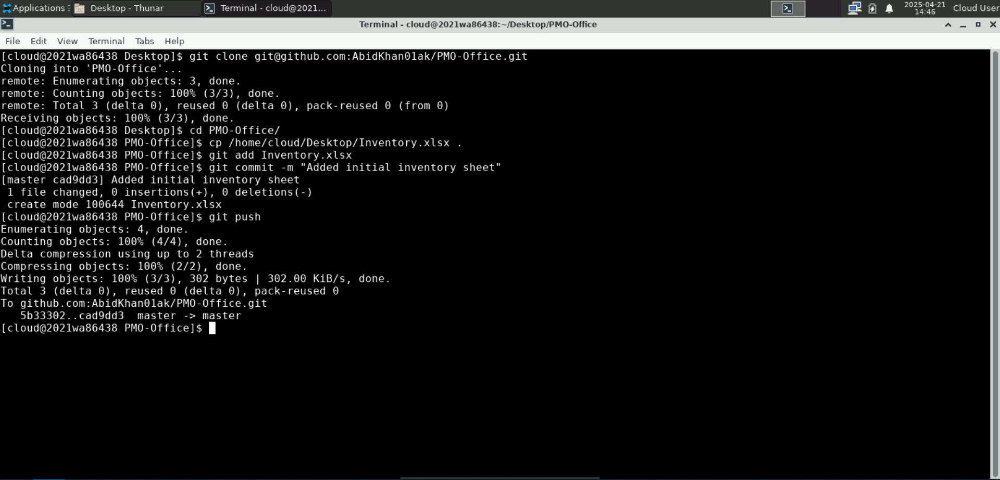 Applications
Desktop - Thunar
Terminal - cloud@2021...
2025-04-21
14:46
Cloud User
Terminal - cloud@2021wa86438:~/Desktop/PMO-Office
File Edit View Terminal Tabs Help
[cloud@2021wa86438 Desktop]$ git clone git@github.com:AbidKhan01ak/PMO-Office.git
Cloning into 'PMO-Office'...
remote: Enumerating objects: 3, done.
remote: Counting objects: 100% (3/3), done.
remote: Total 3 (delta 0), reused 0 (delta 0), pack-reused 0 (from 0)
Receiving objects: 100% (3/3), done.
[cloud@2021wa86438 Desktop]$ cd PMO-Office/
[cloud@2021wa86438 PMO-Office]$ cp /home/cloud/Desktop/Inventory.xlsx .
[cloud@2021wa86438 PMO-Office]$ git add Inventory.xlsx
[cloud@2021wa86438 PMO-Office]$ git commit -m "Added initial inventory sheet"
[master cad9dd3] Added initial inventory sheet
 1 file changed, 0 insertions(+), 0 deletions(-)
 create mode 100644 Inventory.xlsx
[cloud@2021wa86438 PMO-Office]$ git push
Enumerating objects: 4, done.
Counting objects: 100% (4/4), done.
Delta compression using up to 2 threads
Compressing objects: 100% (2/2), done.
Writing objects: 100% (3/3), 302 bytes | 302.00 KiB/s, done.
Total 3 (delta 0), reused 0 (delta 0), pack-reused 0
To github.com:AbidKhan01ak/PMO-Office.git
   5b33302..cad9dd3  master -> master
[cloud@2021wa86438 PMO-Office]$